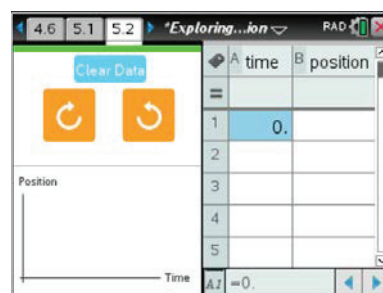 4.6 5.1 5.2 *Exploring...ion RAD
Clear Data
Position
Time
A time B position
=
1 0.
2
3
4
5
A1 =0.